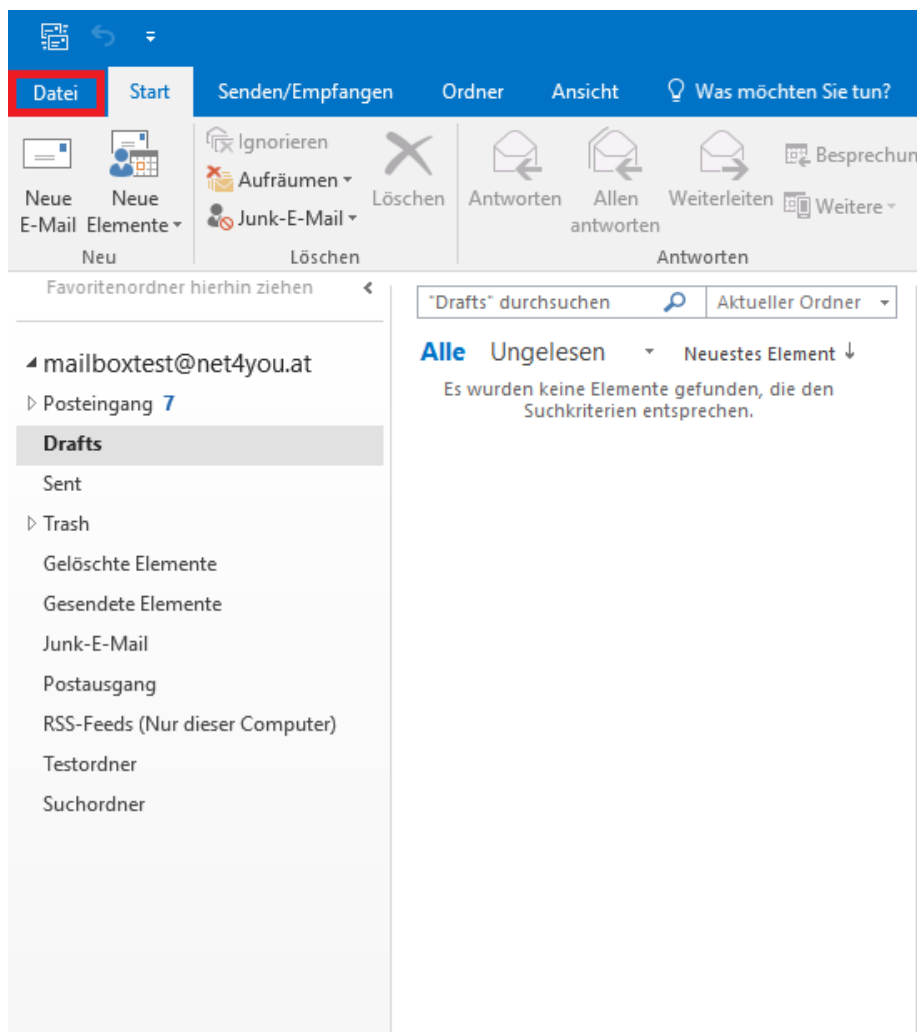 Datei Start Senden/Empfangen Ordner Ansicht Was möchten Sie tun?
Neue
E-Mail
Neue
Elemente
Neu
Ignorieren
Aufräumen
Junk-E-Mail
Löschen
Löschen
Antworten
Allen
antworten
Weiterleiten
Besprechun
Weitere
Antworten
Favoritenordner hierhin ziehen
mailboxtest@net4you.at
Posteingang 7
Drafts
Sent
Trash
Gelöschte Elemente
Gesendete Elemente
Junk-E-Mail
Postausgang
RSS-Feeds (Nur dieser Computer)
Testordner
Suchordner
"Drafts" durchsuchen Aktueller Ordner
Alle Ungelesen Neuestes Element ↓
Es wurden keine Elemente gefunden, die den
Suchkriterien entsprechen.